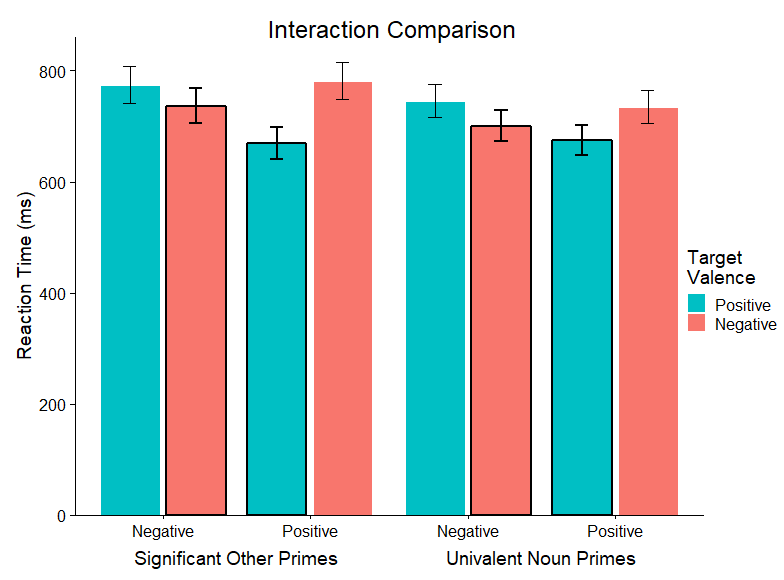 Interaction Comparison
Reaction Time (ms)
800
600
400
200
0
Negative
Positive
Negative
Positive
Significant Other Primes
Univalent Noun Primes
Target
Valence
Positive
Negative